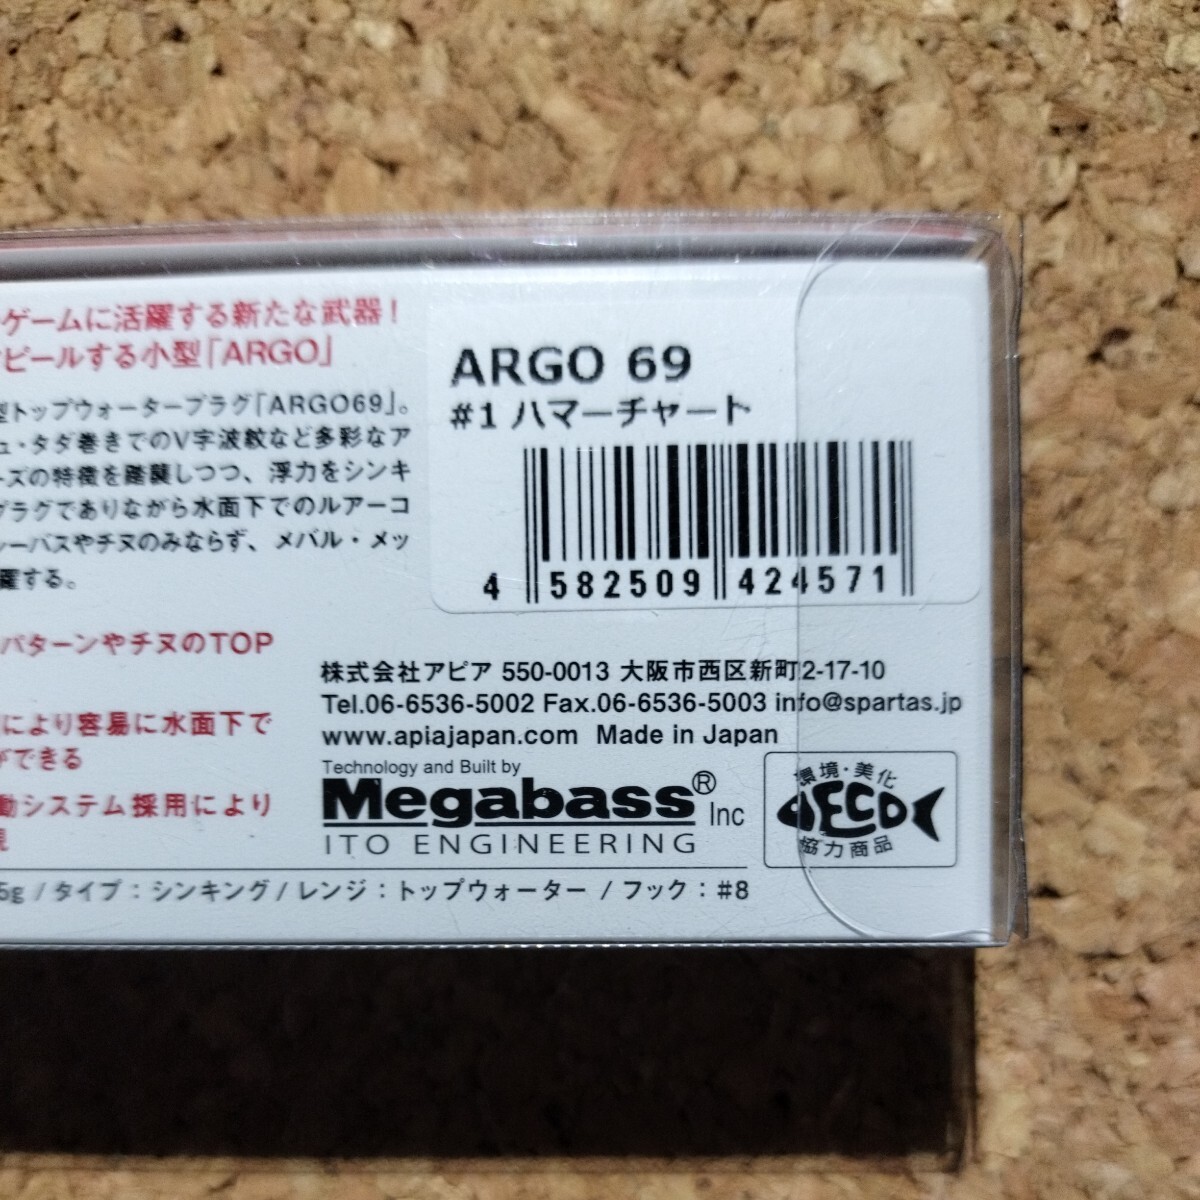 ゲームに活躍する新たな武器！
ピールする小型「ARGO」
型トップウォータープラグ「ARGO69」。
ュ・タダ巻きでのV字波紋など多彩なア
ーズの特徴を踏襲しつつ、浮力をシンキ
プラグでありながら水面下でのルアーコ
シーバスやチヌのみならず、メバル・メッ
躍する。
パターンやチヌのTOP
により容易に水面下で
ができる
動システム採用により
現
ARGO 69
#1 ハマーチャート
4 582509 424571
株式会社アピア 550-0013 大阪市西区新町2-17-10
Tel.06-6536-5002 Fax.06-6536-5003 info@spartas.jp
www.apiajapan.com Made in Japan
Technology and Built by
Megabass® Inc
ITO ENGINEERING
環境・美化
ECO
協力商品
5g / タイプ : シンキング / レンジ : トップウォーター / フック : #8